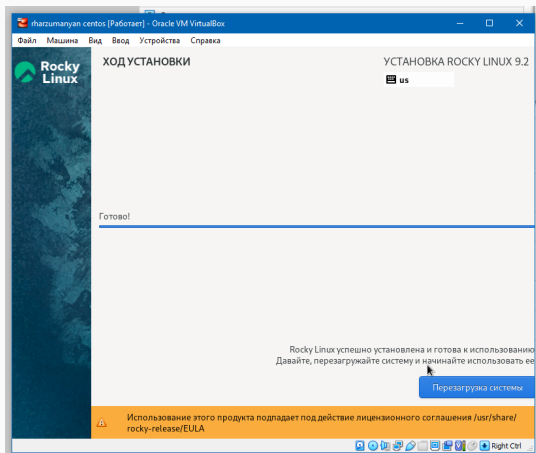 rharzumanyan centos [Работает] - Oracle VM VirtualBox
Файл Машина Вид Ввод Устройства Справка
Rocky
Linux
ХОД УСТАНОВКИ
УСТАНОВКА ROCKY LINUX 9.2
us
Готово!
Rocky Linux успешно установлена и готова к использованию
Давайте, перезагружайте систему и начинайте использовать ее
Перезагрузка системы
Использование этого продукта подпадает под действие лицензионного соглашения /usr/share/
rocky-release/EULA
Right Ctrl